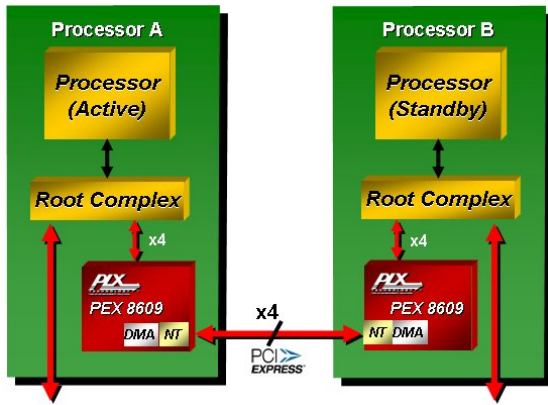 Processor A
Processor
(Active)
Root Complex
x4
PLX
PEX 8609
DMA NT
x4
PCI
EXPRESS®
Processor B
Processor
(Standby)
Root Complex
x4
PLX
PEX 8609
NT DMA